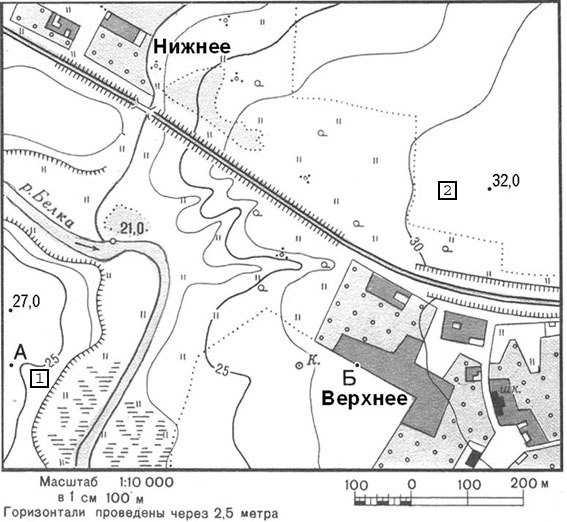 Нижнее
32,0
2
30
р. Белка
21,0
27,0
А
25
1
25
К.
Б
Верхнее
шк.
Масштаб 1:10 000
в 1 см 100 м
Горизонтали проведены через 2,5 метра
100 0 100 200 м